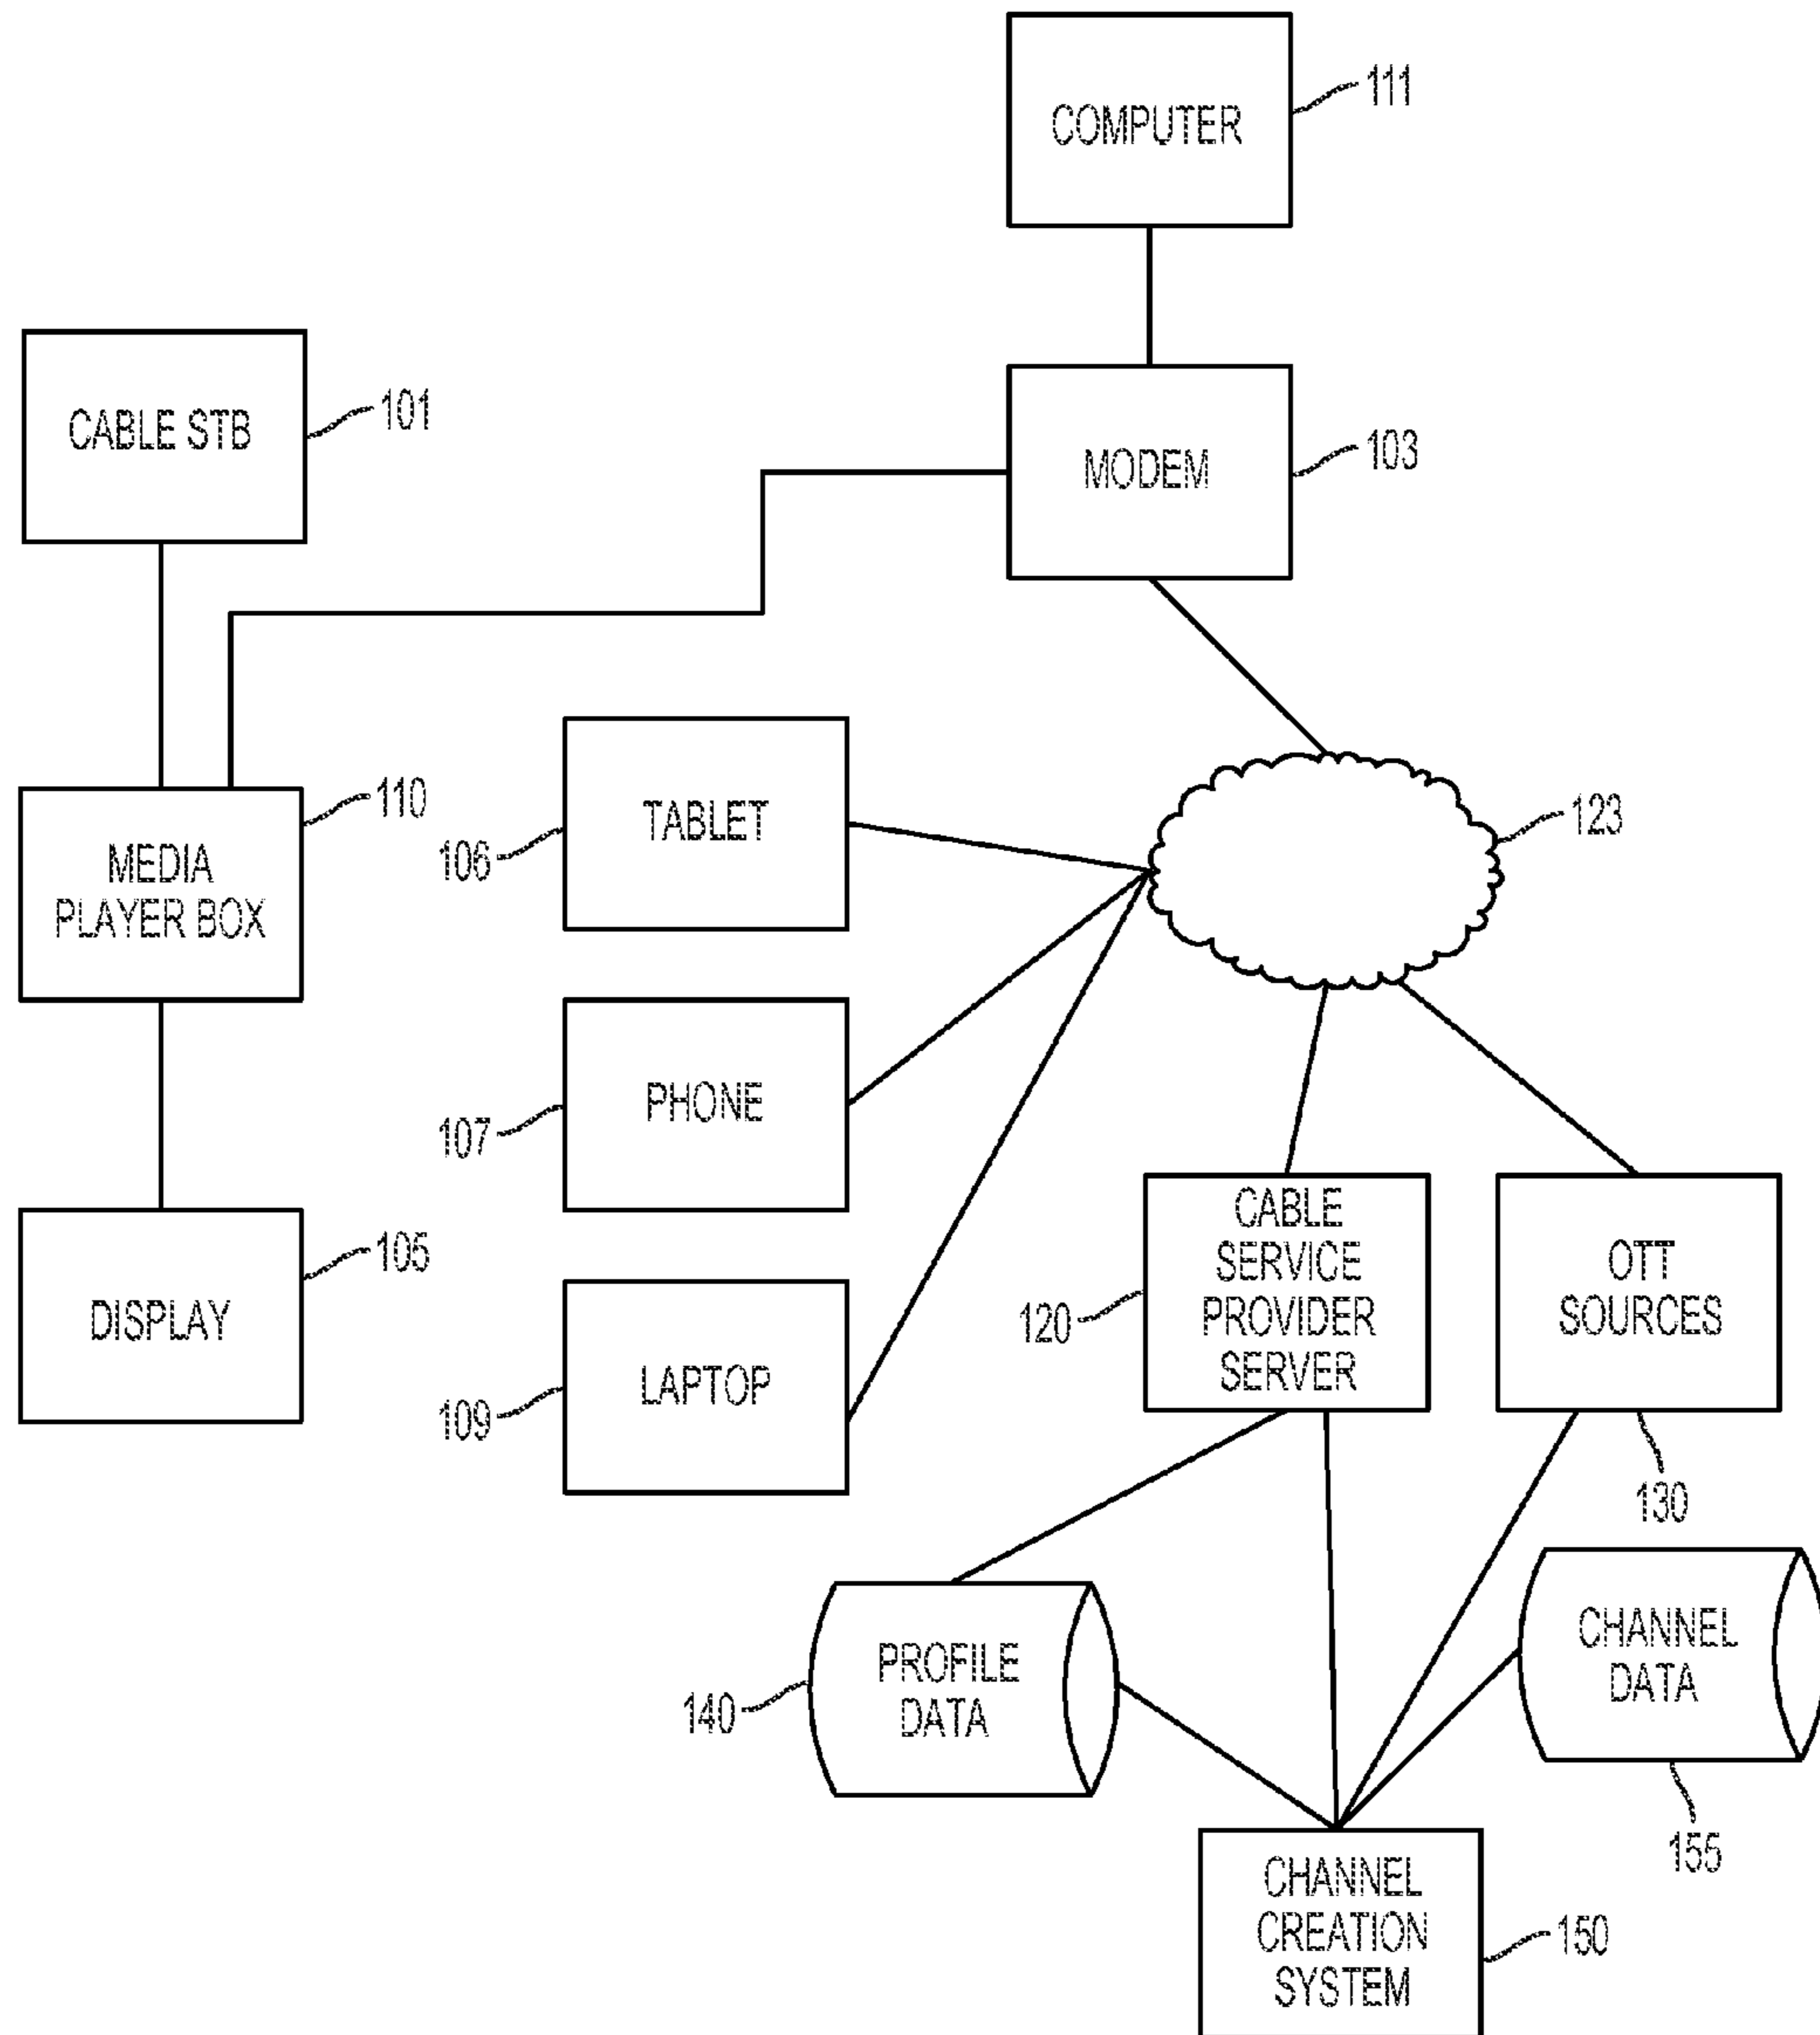 COMPUTER
111
CABLE STB
101
MODEM
103
MEDIA
PLAYER BOX
110
TABLET
106
123
PHONE
107
DISPLAY
105
LAPTOP
109
CABLE
SERVICE
PROVIDER
SERVER
120
OTT
SOURCES
130
PROFILE
DATA
140
CHANNEL
DATA
155
CHANNEL
CREATION
SYSTEM
150